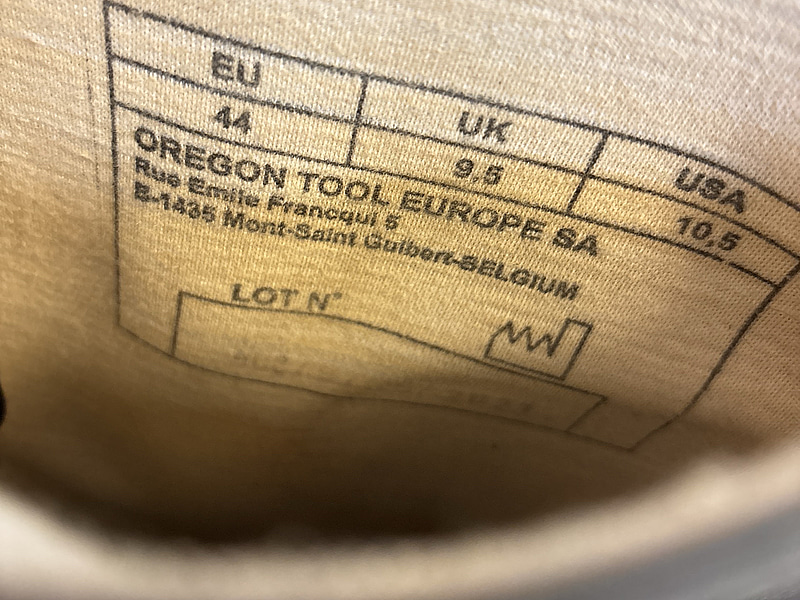 EU UK USA
44 9.5 10,5
OREGON TOOL EUROPE SA
Rue Emile Francqui 5
B-1435 Mont-Saint Guibert-BELGIUM
LOT N°